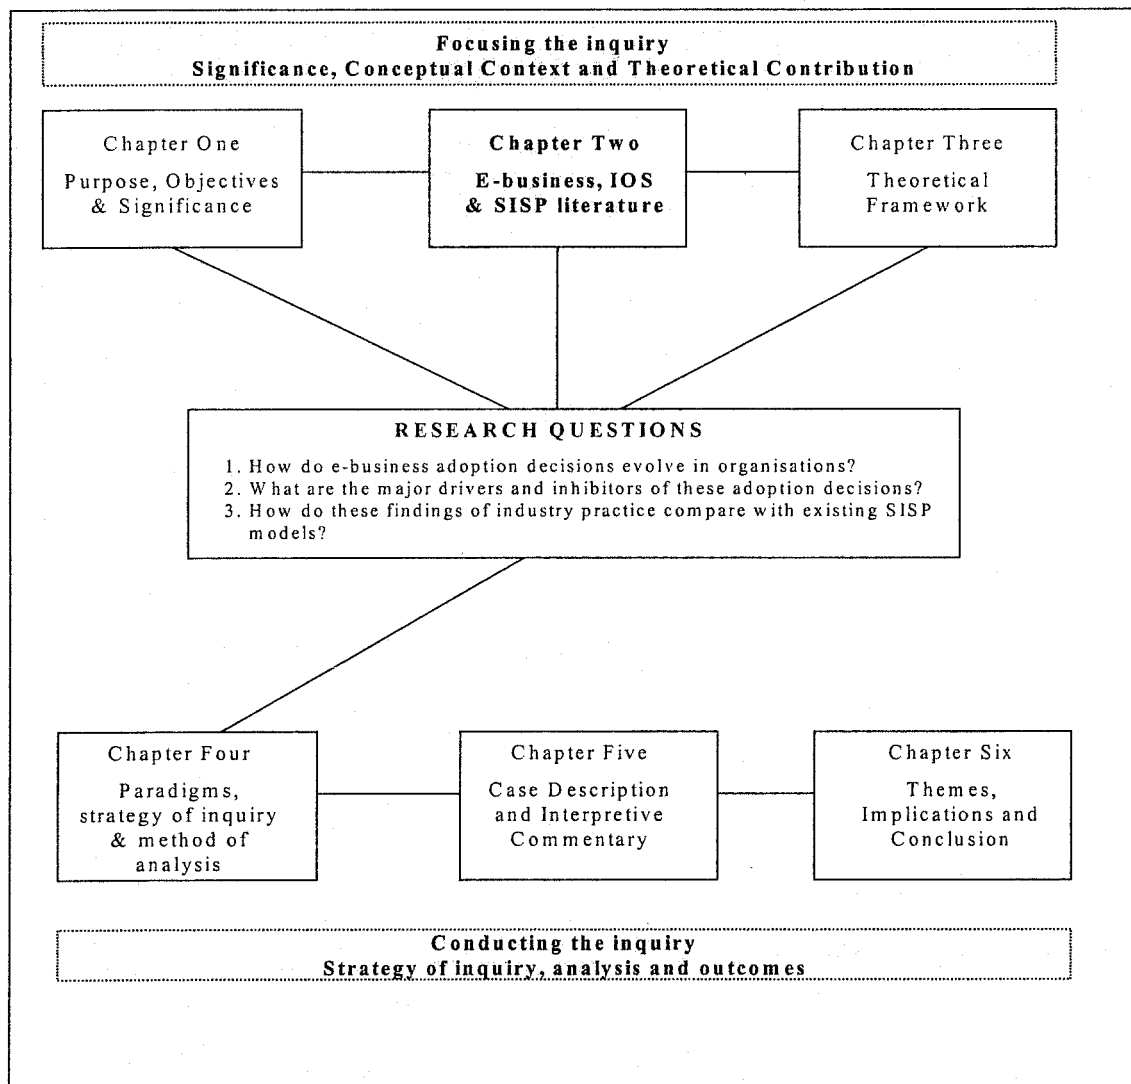 Focusing the inquiry
Significance, Conceptual Context and Theoretical Contribution
Chapter One
Purpose, Objectives
& Significance
Chapter Two
E-business, IOS
& SISP literature
Chapter Three
Theoretical
Framework
RESEARCH QUESTIONS
1. How do e-business adoption decisions evolve in organisations?
2. What are the major drivers and inhibitors of these adoption decisions?
3. How do these findings of industry practice compare with existing SISP
models?
Chapter Four
Paradigms,
strategy of inquiry
& method of
analysis
Chapter Five
Case Description
and Interpretive
Commentary
Chapter Six
Themes,
Implications and
Conclusion
Conducting the inquiry
Strategy of inquiry, analysis and outcomes